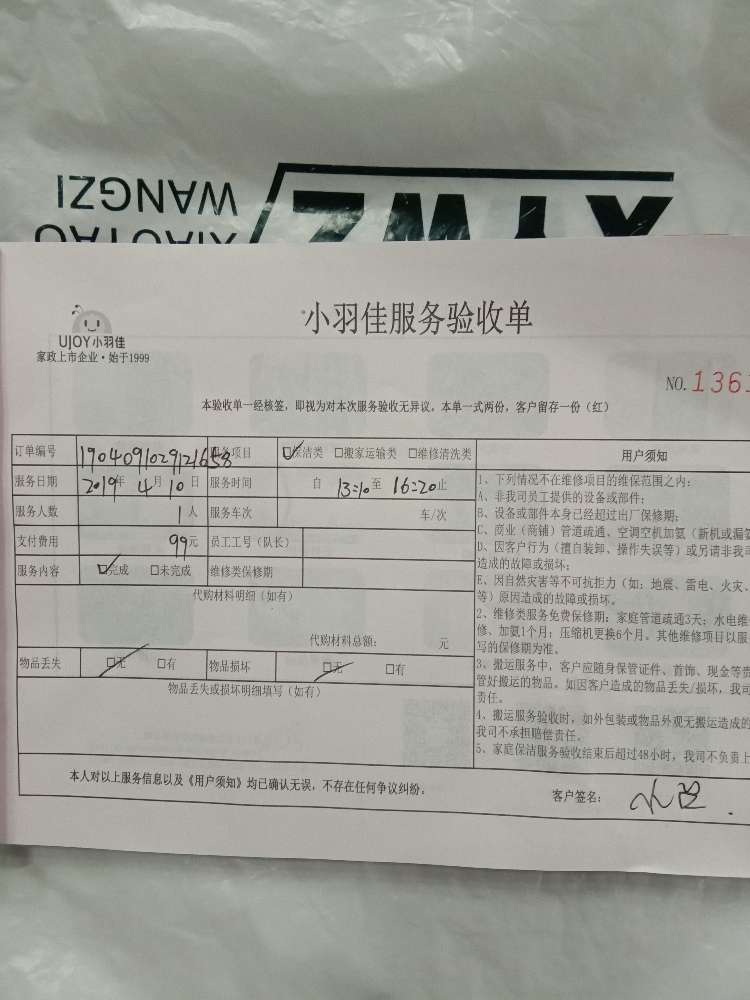 XYWZ
XIAOTAO
WANGZI
UJOY小羽佳
家政上市企业·始于1999
小羽佳服务验收单
NO.1361
本验收单一经核签，即视为对本次服务验收无异议。本单一式两份，客户留存一份（红）
订单编号 1904091029121658 服务项目 ☑保洁类 □搬家运输类 □维修清洗类
服务日期 2019年 4月 10日 服务时间 自 13:10 至 16:20 止
服务人数 1人 服务车次 车/次
支付费用 99元 员工工号（队长）
服务内容 ☑完成 □未完成 维修类保修期
代购材料明细（如有）
代购材料总额： 元
物品丢失 ☑无 □有 物品损坏 ☑无 □有
物品丢失或损坏明细填写（如有）
用户须知
1、下列情况不在维修项目的维保范围之内：
A、非我司员工提供的设备或部件；
B、设备或部件本身已经超过出厂保修期；
C、商业（商铺）管道疏通、空调空机加氨（新机或漏氨
D、因客户行为（擅自装卸、操作失误等）或另请非我司
造成的故障或损坏；
E、因自然灾害等不可抗拒力（如：地震、雷电、火灾、
等）原因造成的故障或损坏。
2、维修类服务免费保修期：家庭管道疏通3天；水电维
修、加氨1个月；压缩机更换6个月。其他维修项目以服
写的保修期为准。
3、搬运服务中，客户应随身保管证件、首饰、现金等贵
管好搬运的物品。如因客户造成的物品丢失/损坏，我司
责任。
4、搬运服务验收时，如外包装或物品外观无搬运造成的
我司不承担赔偿责任。
5、家庭保洁服务验收结束后超过48小时，我司不负责上
本人对以上服务信息以及《用户须知》均已确认无误，不存在任何争议纠纷。
客户签名：